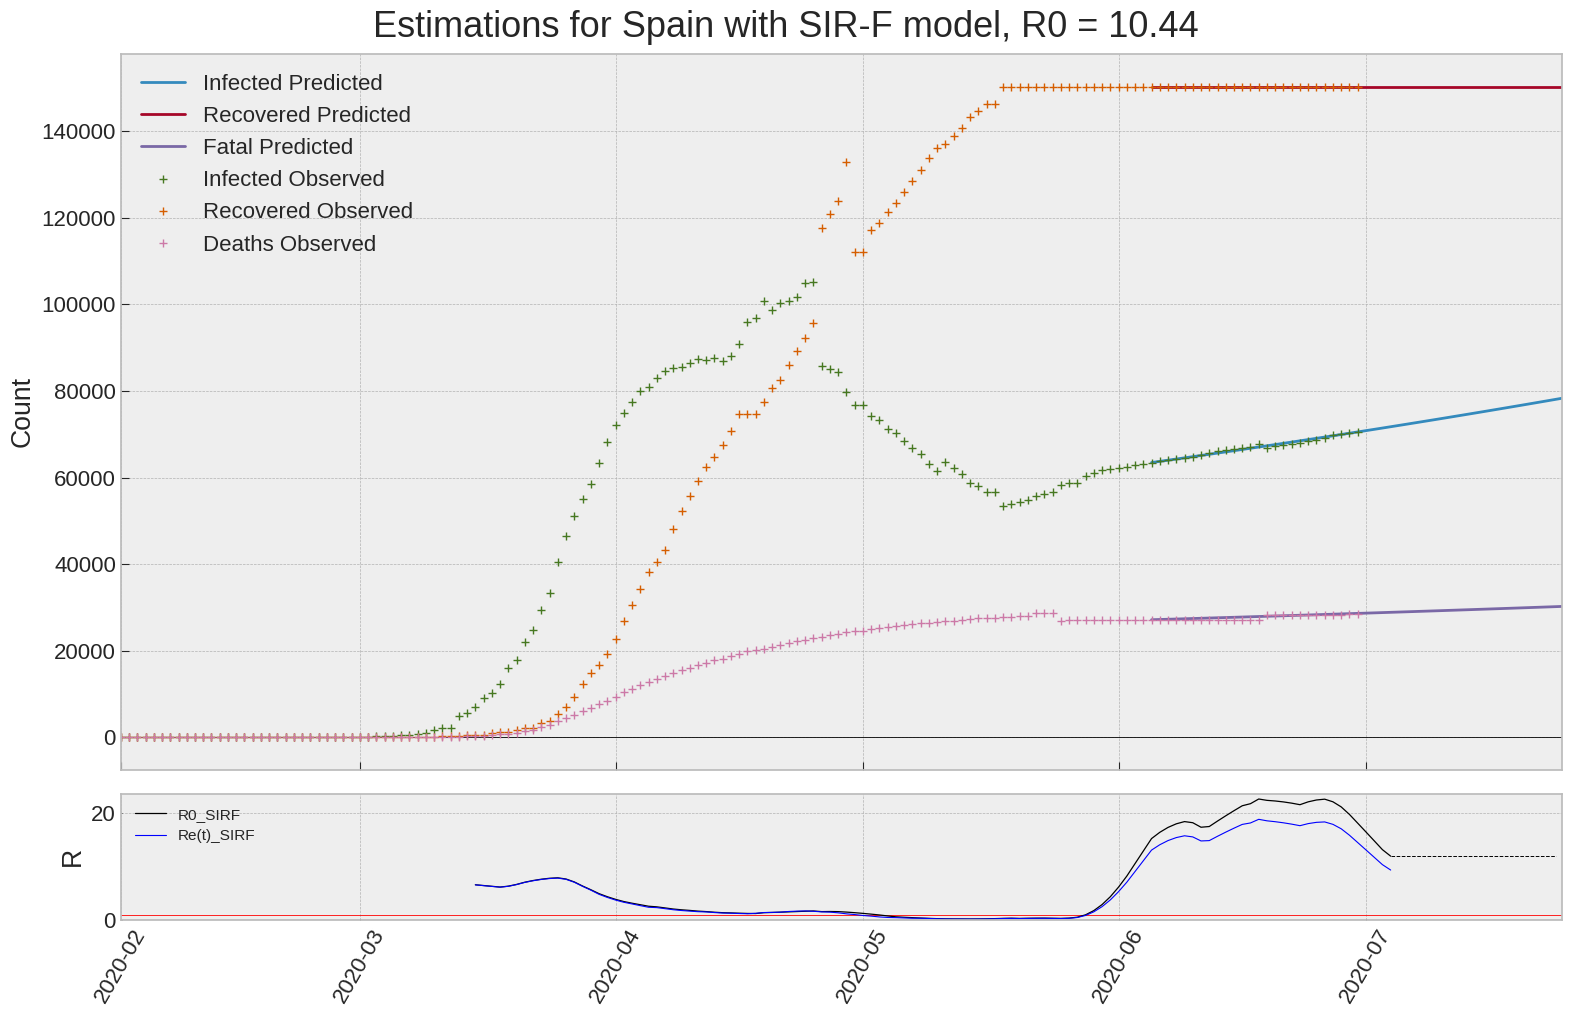 Estimations for Spain with SIR-F model, R0 = 10.44
Infected Predicted
Recovered Predicted
Fatal Predicted
Infected Observed
Recovered Observed
Deaths Observed
140000
120000
100000
80000
60000
40000
20000
0
Count
R0_SIRF
Re(t)_SIRF
20
0
R
2020-02
2020-03
2020-04
2020-05
2020-06
2020-07